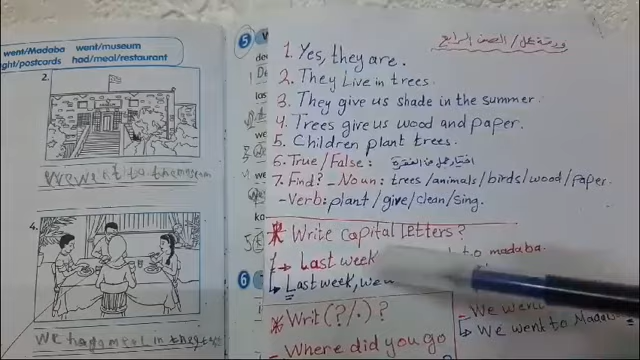 went/Madaba went/museum
ght/postcards had/meal/restaurant
2.
We went to the museum
4.
We had a meal in the
5
6
ورقة عمل / الصف الرابع
1. Yes, they are.
2. They Live in trees.
3. They give us shade in the summer.
4. Trees give us wood and paper.
5. Children plant trees.
6. True/False:
7. Find? - Noun: trees/animals/birds/wood/paper.
- Verb: plant/give/clean/sing.
* Write capital letters?
1 → Last week to madaba.
↳ Last week, we
* Writ (?/.) ?
- Where did you go
- We wen
↳ We went to Madaba